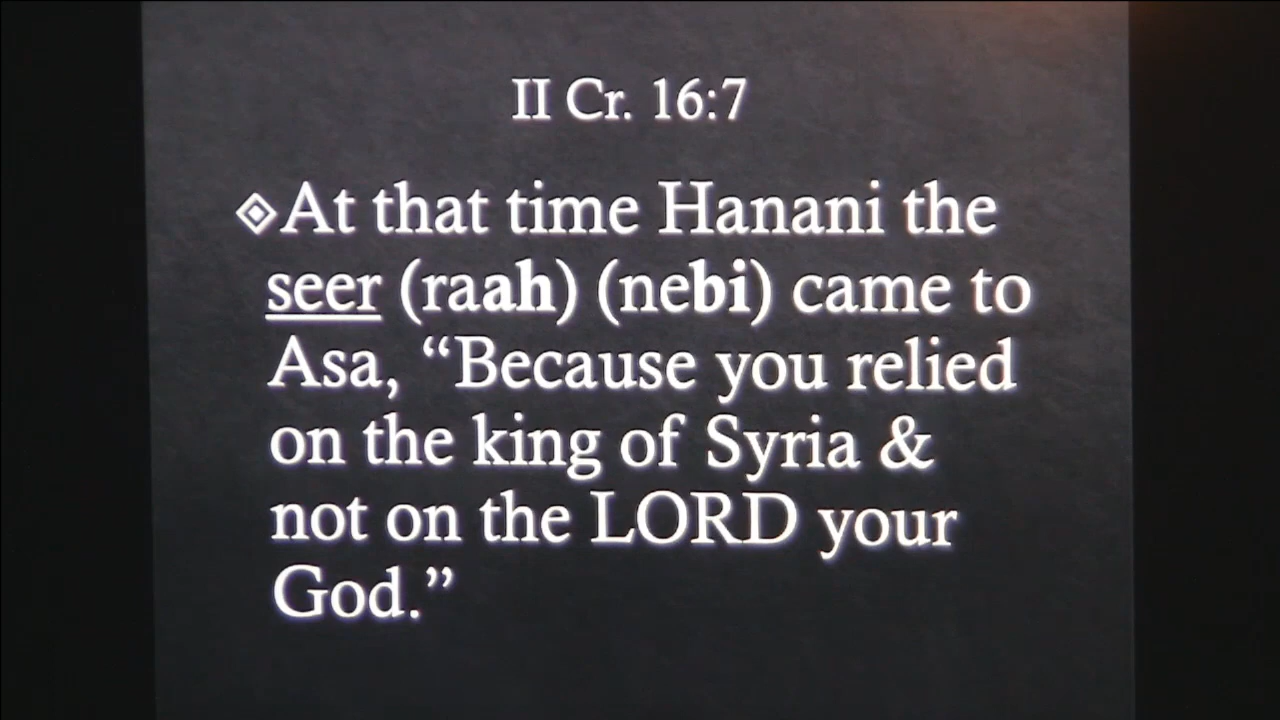 II Cr. 16:7
At that time Hanani the
seer (raah) (nebi) came to
Asa, “Because you relied
on the king of Syria &
not on the LORD your
God.”